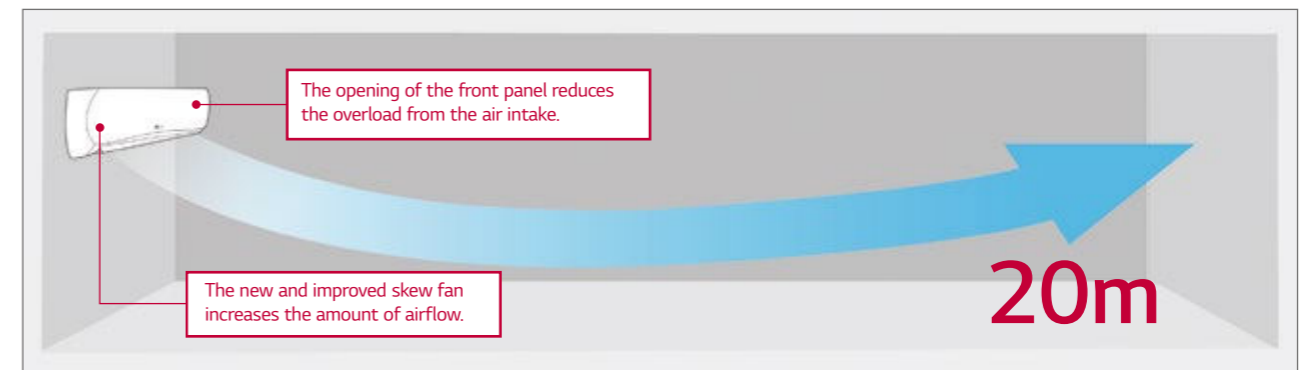 The opening of the front panel reduces
the overload from the air intake.
The new and improved skew fan
increases the amount of airflow.
20m